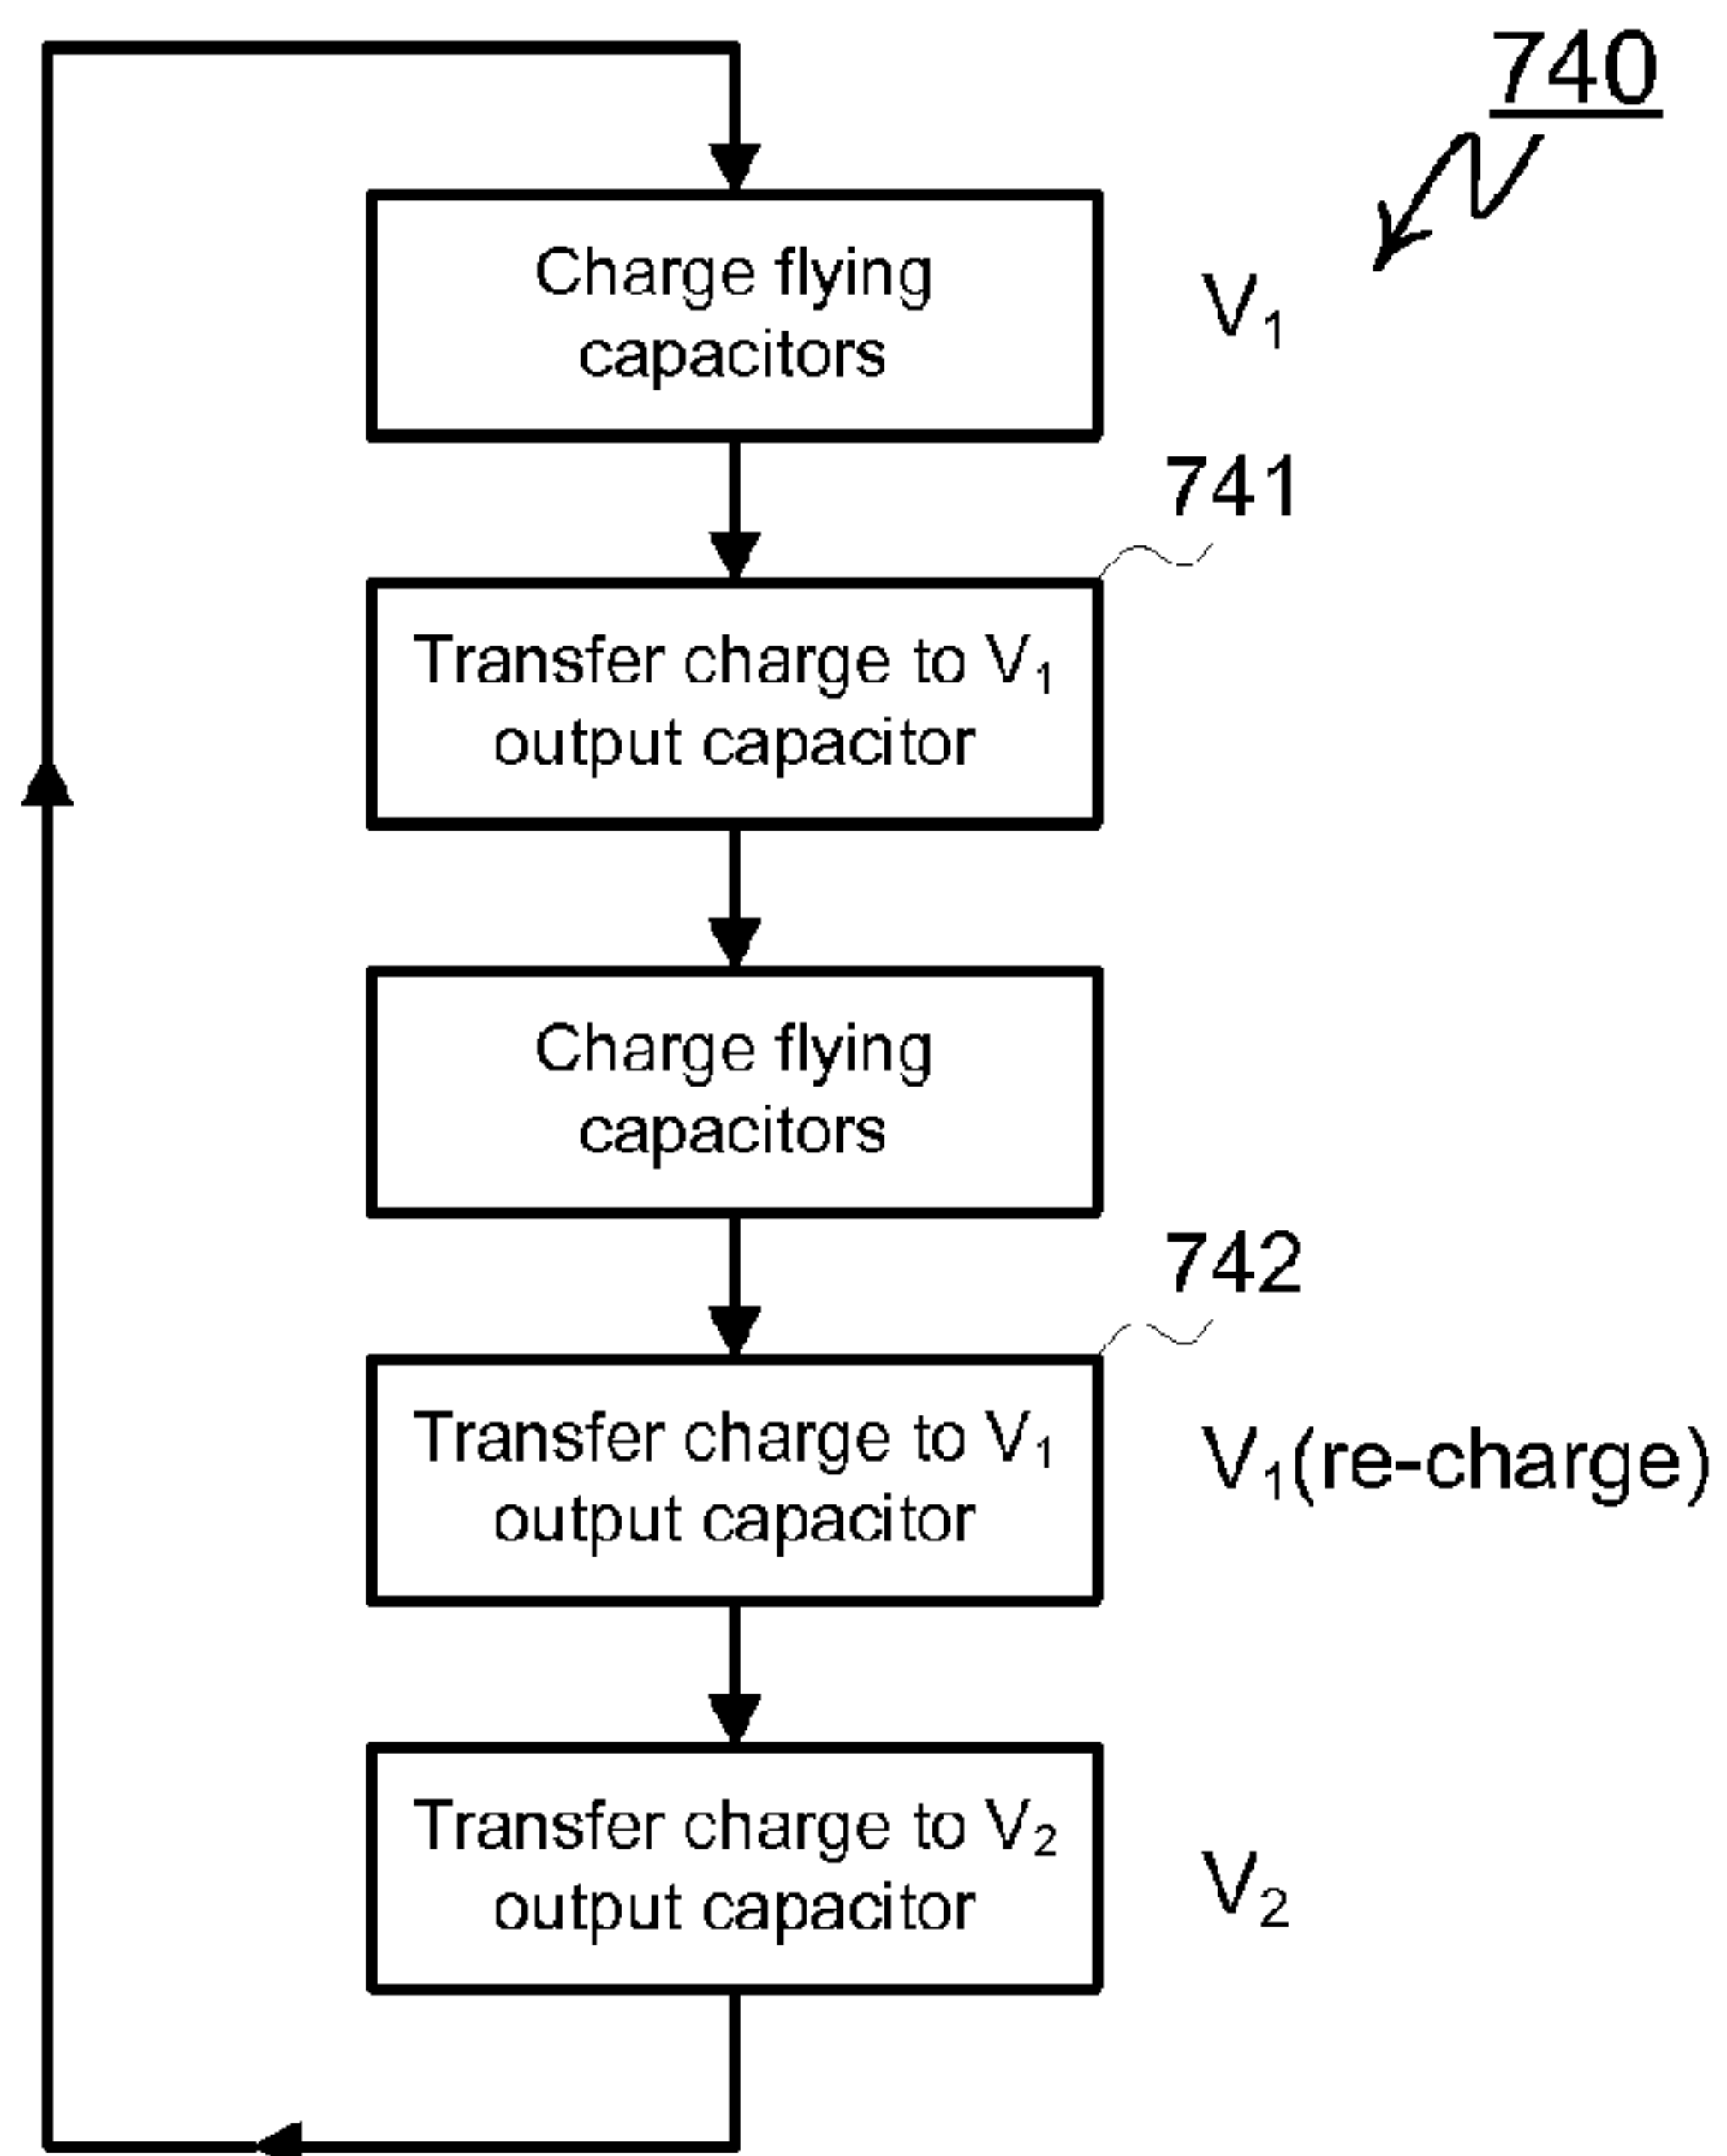 740
Charge flying
capacitors
V₁
741
Transfer charge to V₁
output capacitor
Charge flying
capacitors
742
Transfer charge to V₁
output capacitor
V₁(re-charge)
Transfer charge to V₂
output capacitor
V₂